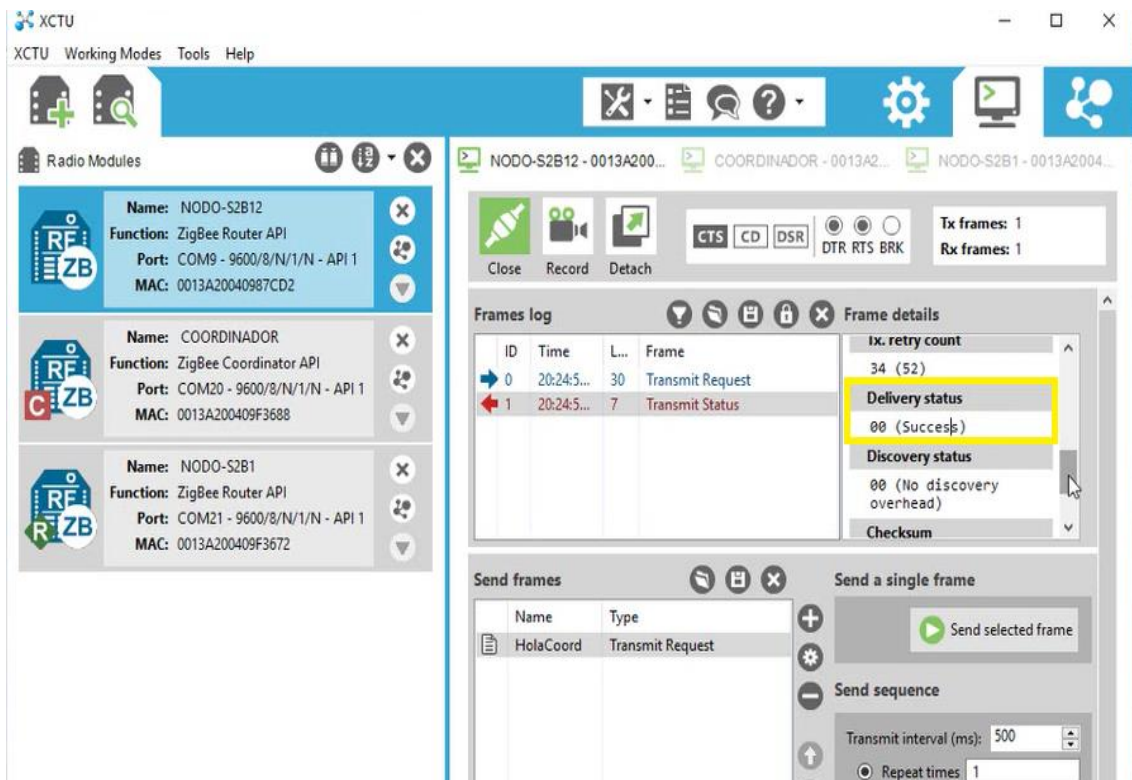 XCTU
XCTU Working Modes Tools Help
Radio Modules
Name: NODO-S2B12
Function: ZigBee Router API
Port: COM9 - 9600/8/N/1/N - API 1
MAC: 0013A20040987CD2
RF
ZB
Name: COORDINADOR
Function: ZigBee Coordinator API
Port: COM20 - 9600/8/N/1/N - API 1
MAC: 0013A200409F3688
RF
C ZB
Name: NODO-S2B1
Function: ZigBee Router API
Port: COM21 - 9600/8/N/1/N - API 1
MAC: 0013A200409F3672
RF
R ZB
NODO-S2B12 - 0013A200... COORDINADOR - 0013A2... NODO-S2B1 - 0013A2004...
Close Record Detach
CTS CD DSR
DTR RTS BRK
Tx frames: 1
Rx frames: 1
Frames log
ID Time L... Frame
0 20:24:5... 30 Transmit Request
1 20:24:5... 7 Transmit Status
Frame details
Tx. retry count
34 (52)
Delivery status
00 (Success)
Discovery status
00 (No discovery
overhead)
Checksum
Send frames
Name Type
HolaCoord Transmit Request
Send a single frame
Send selected frame
Send sequence
Transmit interval (ms): 500
Repeat times 1